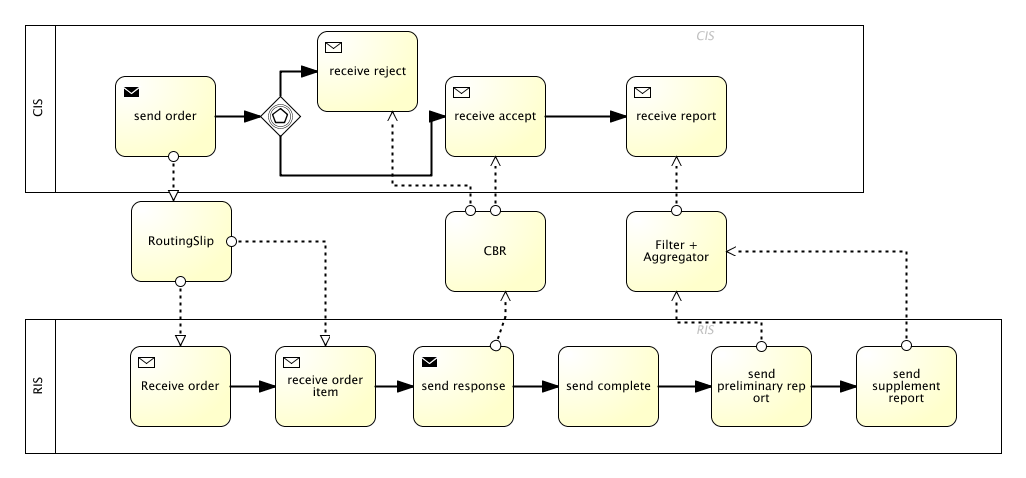 CIS
CIS
receive reject
send order
receive accept
receive report
RoutingSlip
CBR
Filter +
Aggregator
RIS
RIS
Receive order
receive order
item
send response
send complete
send
preliminary rep
ort
send
supplement
report